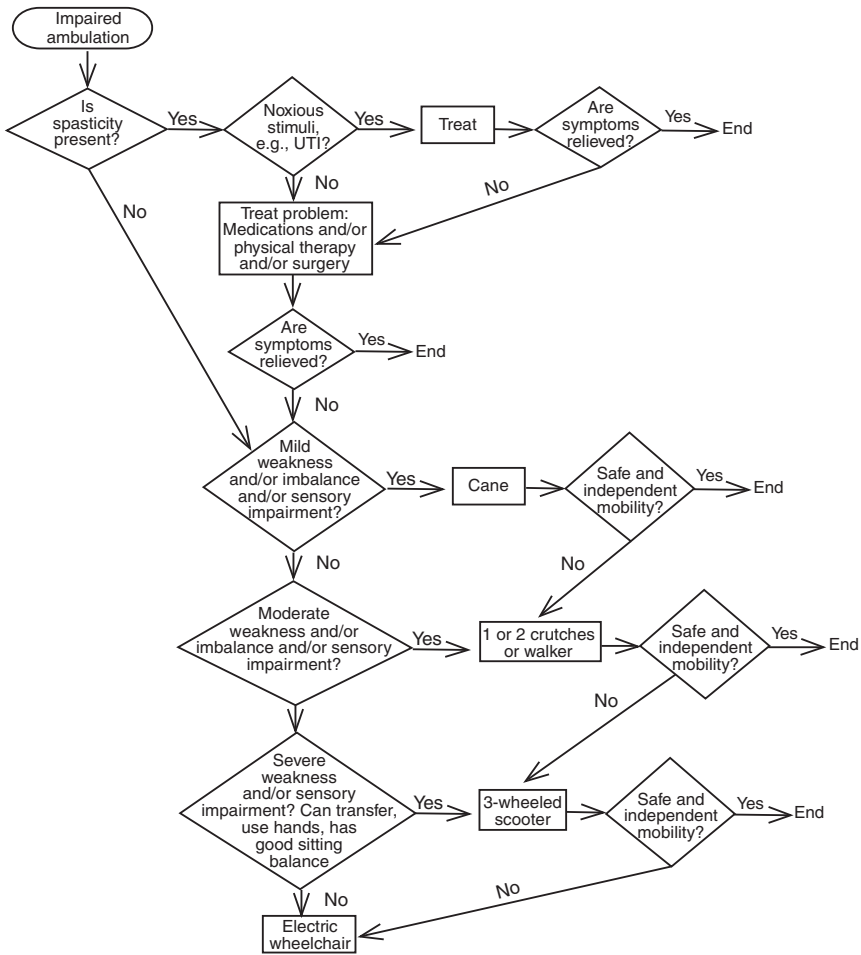 Impaired
ambulation
Is
spasticity
present?
Yes
Noxious
stimuli,
e.g., UTI?
Yes
Treat
Are
symptoms
relieved?
Yes
End
No
No
No
Treat problem:
Medications and/or
physical therapy
and/or surgery
Are
symptoms
relieved?
Yes
End
No
Mild
weakness
and/or imbalance
and/or sensory
impairment?
Yes
Cane
Safe and
independent
mobility?
Yes
End
No
No
Moderate
weakness and/or
imbalance and/or sensory
impairment?
Yes
1 or 2 crutches
or walker
Safe and
independent
mobility?
Yes
End
No
Severe
weakness
and/or sensory
impairment? Can transfer,
use hands, has
good sitting
balance
Yes
3-wheeled
scooter
Safe and
independent
mobility?
Yes
End
No
No
Electric
wheelchair